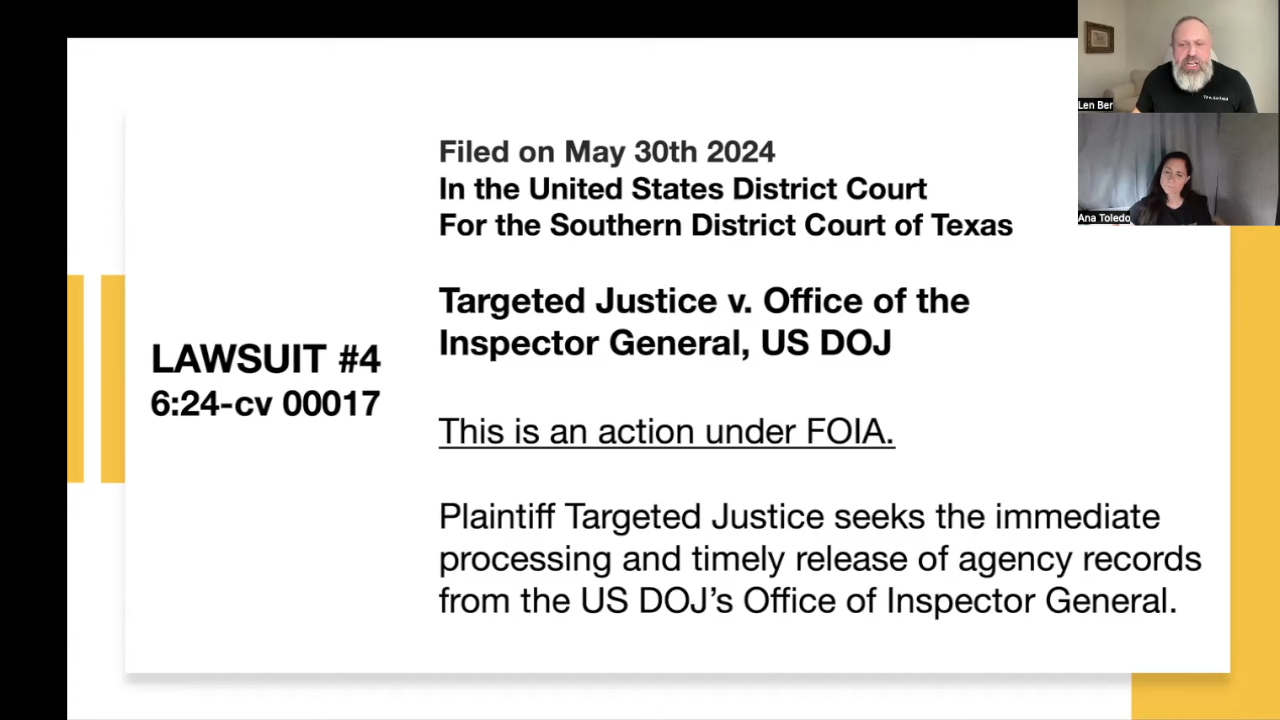 Filed on May 30th 2024
In the United States District Court
For the Southern District Court of Texas
Targeted Justice v. Office of the
Inspector General, US DOJ
LAWSUIT #4
6:24-cv 00017
This is an action under FOIA.
Plaintiff Targeted Justice seeks the immediate
processing and timely release of agency records
from the US DOJ’s Office of Inspector General.
Len Ber
Ana Toledo